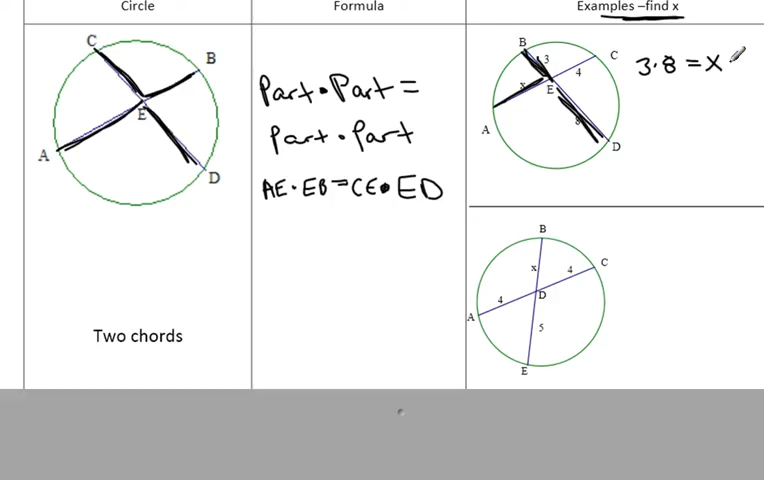 Circle
Formula
Examples –find x
C
B
E
A
D
Two chords
Part · Part =
Part · Part
AE · EB = CE · ED
B
C
3
4
x
E
8
A
D
3·8 = x
B
C
x
4
4
D
A
5
E